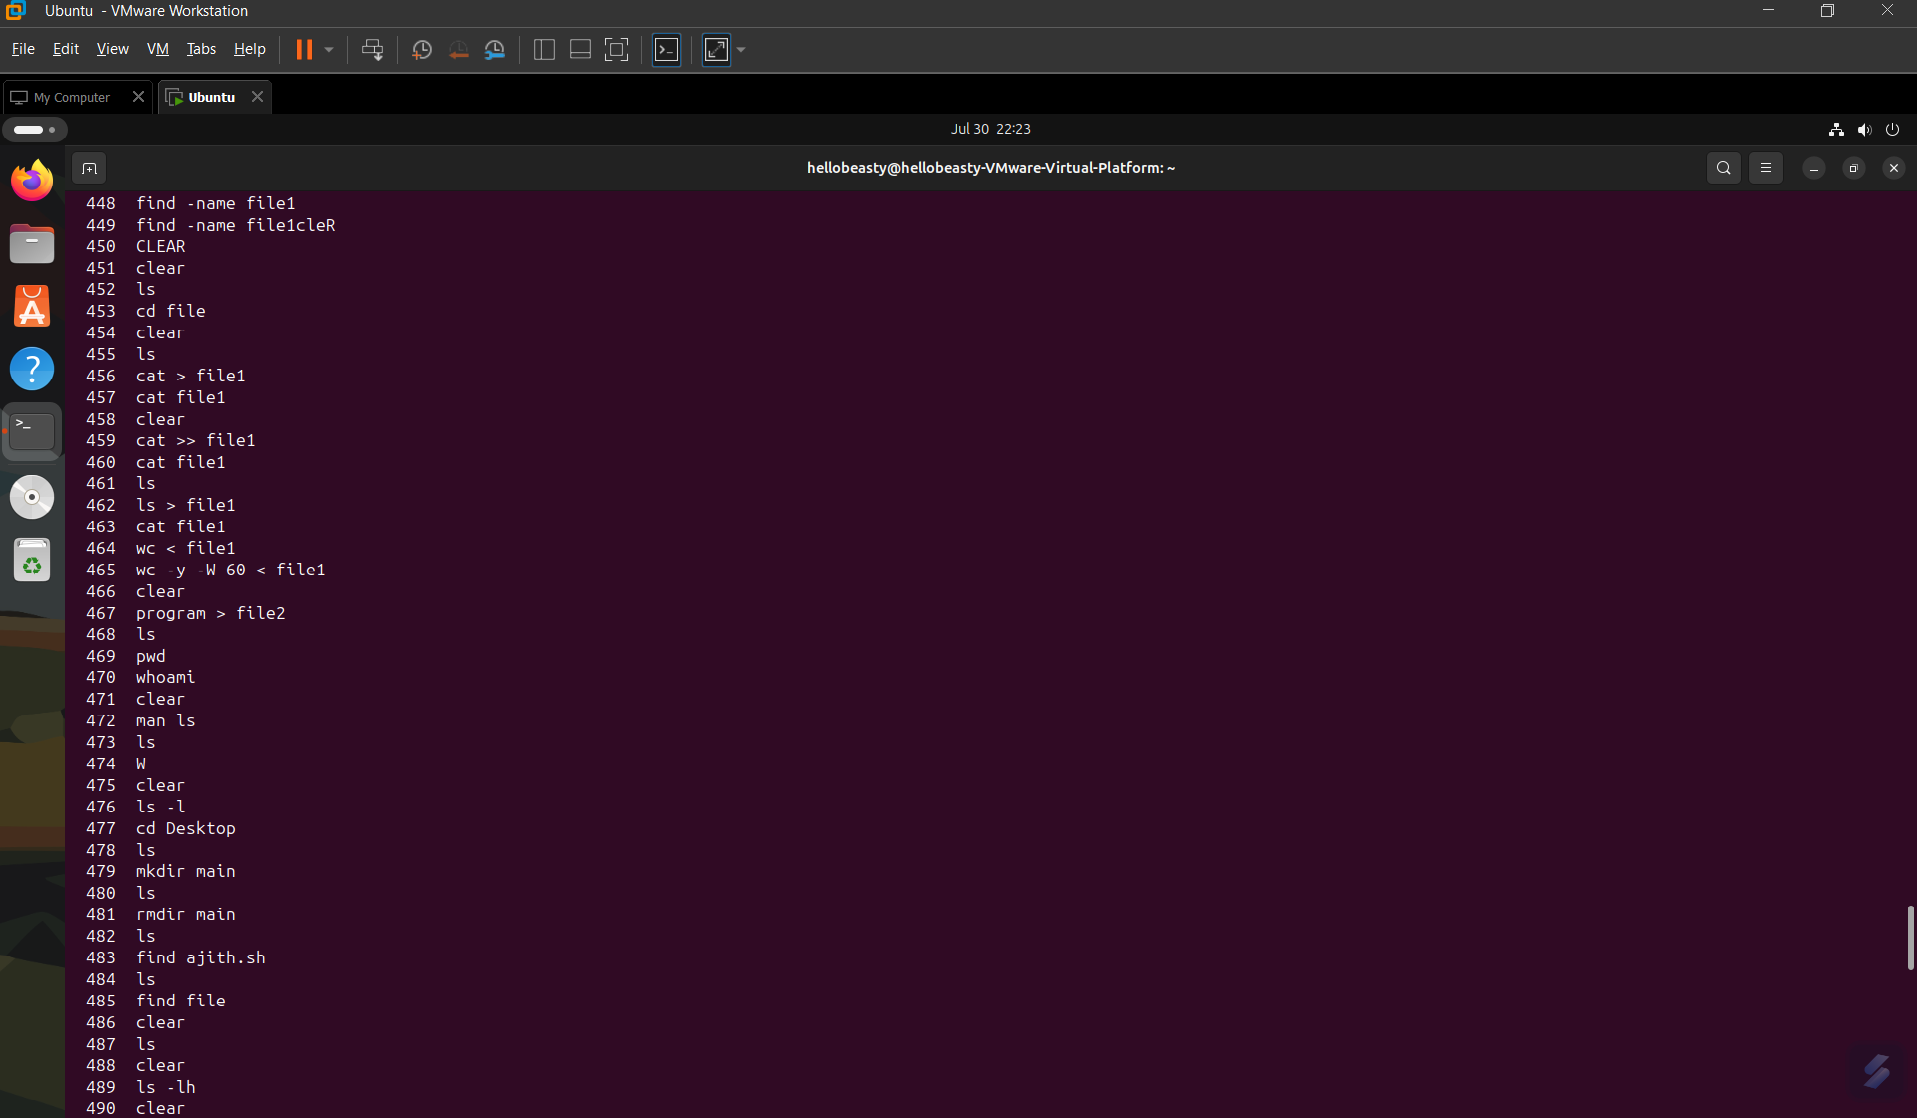 Ubuntu - VMware Workstation
File Edit View VM Tabs Help
My Computer Ubuntu
Jul 30 22:23
hellobeasty@hellobeasty-VMware-Virtual-Platform: ~
448 find -name file1
449 find -name file1cleR
450 CLEAR
451 clear
452 ls
453 cd file
454 clear
455 ls
456 cat > file1
457 cat file1
458 clear
459 cat >> file1
460 cat file1
461 ls
462 ls > file1
463 cat file1
464 wc < file1
465 wc -y -W 60 < file1
466 clear
467 program > file2
468 ls
469 pwd
470 whoami
471 clear
472 man ls
473 ls
474 W
475 clear
476 ls -l
477 cd Desktop
478 ls
479 mkdir main
480 ls
481 rmdir main
482 ls
483 find ajith.sh
484 ls
485 find file
486 clear
487 ls
488 clear
489 ls -lh
490 clear